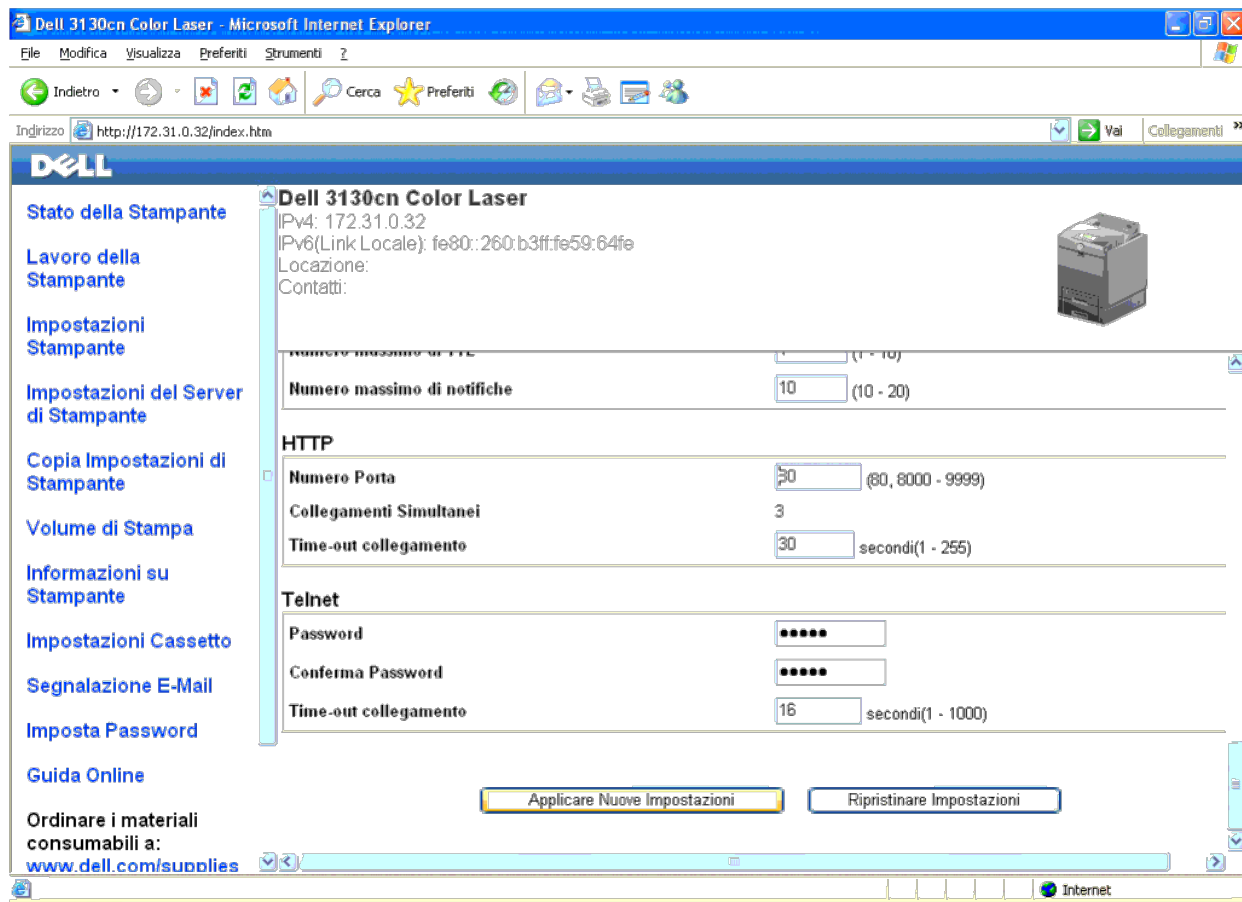 Dell 3130cn Color Laser - Microsoft Internet Explorer
File Modifica Visualizza Preferiti Strumenti ?
Indietro Cerca Preferiti
Indirizzo http://172.31.0.32/index.htm Vai Collegamenti »
DELL
Stato della Stampante
Lavoro della
Stampante
Impostazioni
Stampante
Impostazioni del Server
di Stampante
Copia Impostazioni di
Stampante
Volume di Stampa
Informazioni su
Stampante
Impostazioni Cassetto
Segnalazione E-Mail
Imposta Password
Guida Online
Ordinare i materiali
consumabili a:
www.dell.com/supplies
Dell 3130cn Color Laser
IPv4: 172.31.0.32
IPv6(Link Locale): fe80::260:b3ff:fe59:64fe
Locazione:
Contatti:
Numero massimo di TTL (1 - 10)
Numero massimo di notifiche 10 (10 - 20)
HTTP
Numero Porta 80 (80, 8000 - 9999)
Collegamenti Simultanei 3
Time-out collegamento 30 secondi(1 - 255)
Telnet
Password •••••
Conferma Password •••••
Time-out collegamento 16 secondi(1 - 1000)
Applicare Nuove Impostazioni Ripristinare Impostazioni
Internet